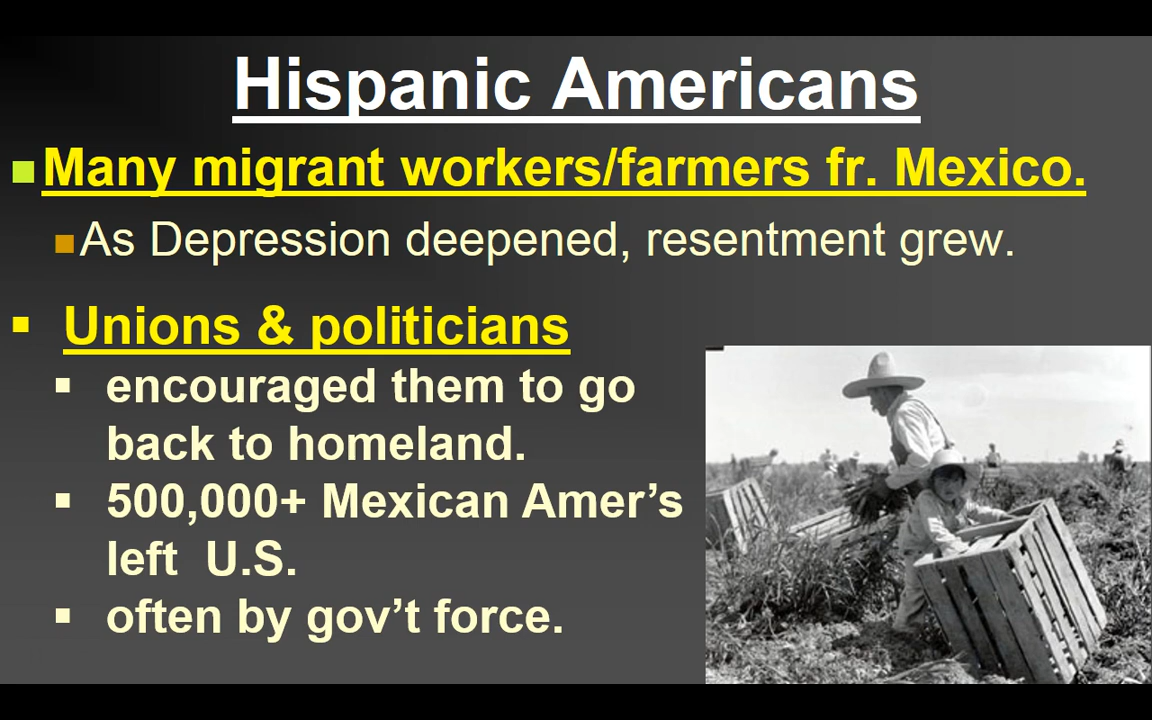 Hispanic Americans
Many migrant workers/farmers fr. Mexico.
As Depression deepened, resentment grew.
Unions & politicians
encouraged them to go
back to homeland.
500,000+ Mexican Amer’s
left U.S.
often by gov’t force.